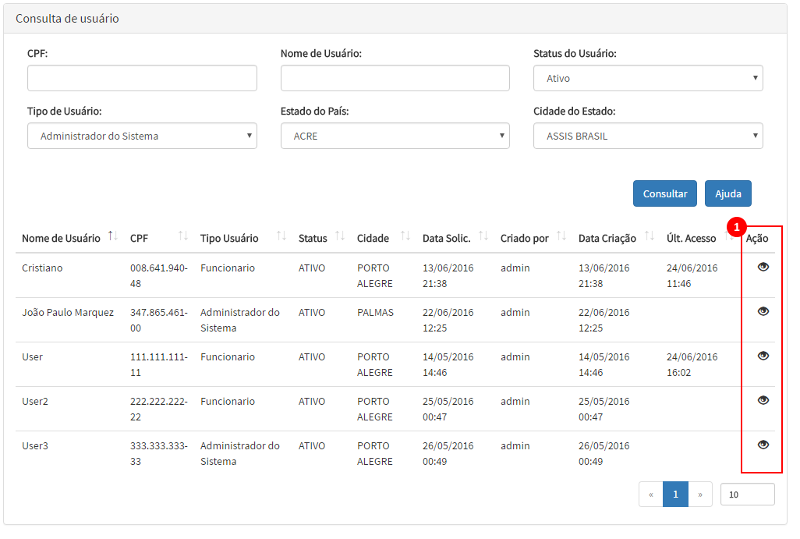 Consulta de usuário
CPF: Nome de Usuário: Status do Usuário:
Ativo
Tipo de Usuário: Estado do País: Cidade do Estado:
Administrador do Sistema ACRE ASSIS BRASIL
Consultar Ajuda
1
Nome de Usuário CPF Tipo Usuário Status Cidade Data Solic. Criado por Data Criação Últ. Acesso Ação
Cristiano 008.641.940- Funcionario ATIVO PORTO 13/06/2016 admin 13/06/2016 24/06/2016
48 ALEGRE 21:38 21:38 11:46
João Paulo Marquez 347.865.461- Administrador do ATIVO PALMAS 22/06/2016 admin 22/06/2016
00 Sistema 12:25 12:25
User 111.111.111- Funcionario ATIVO PORTO 14/05/2016 admin 14/05/2016 24/06/2016
11 ALEGRE 14:46 14:46 16:02
User2 222.222.222- Funcionario ATIVO PORTO 25/05/2016 admin 25/05/2016
22 ALEGRE 00:47 00:47
User3 333.333.333- Administrador do ATIVO PORTO 26/05/2016 admin 26/05/2016
33 Sistema ALEGRE 00:49 00:49
« 1 » 10